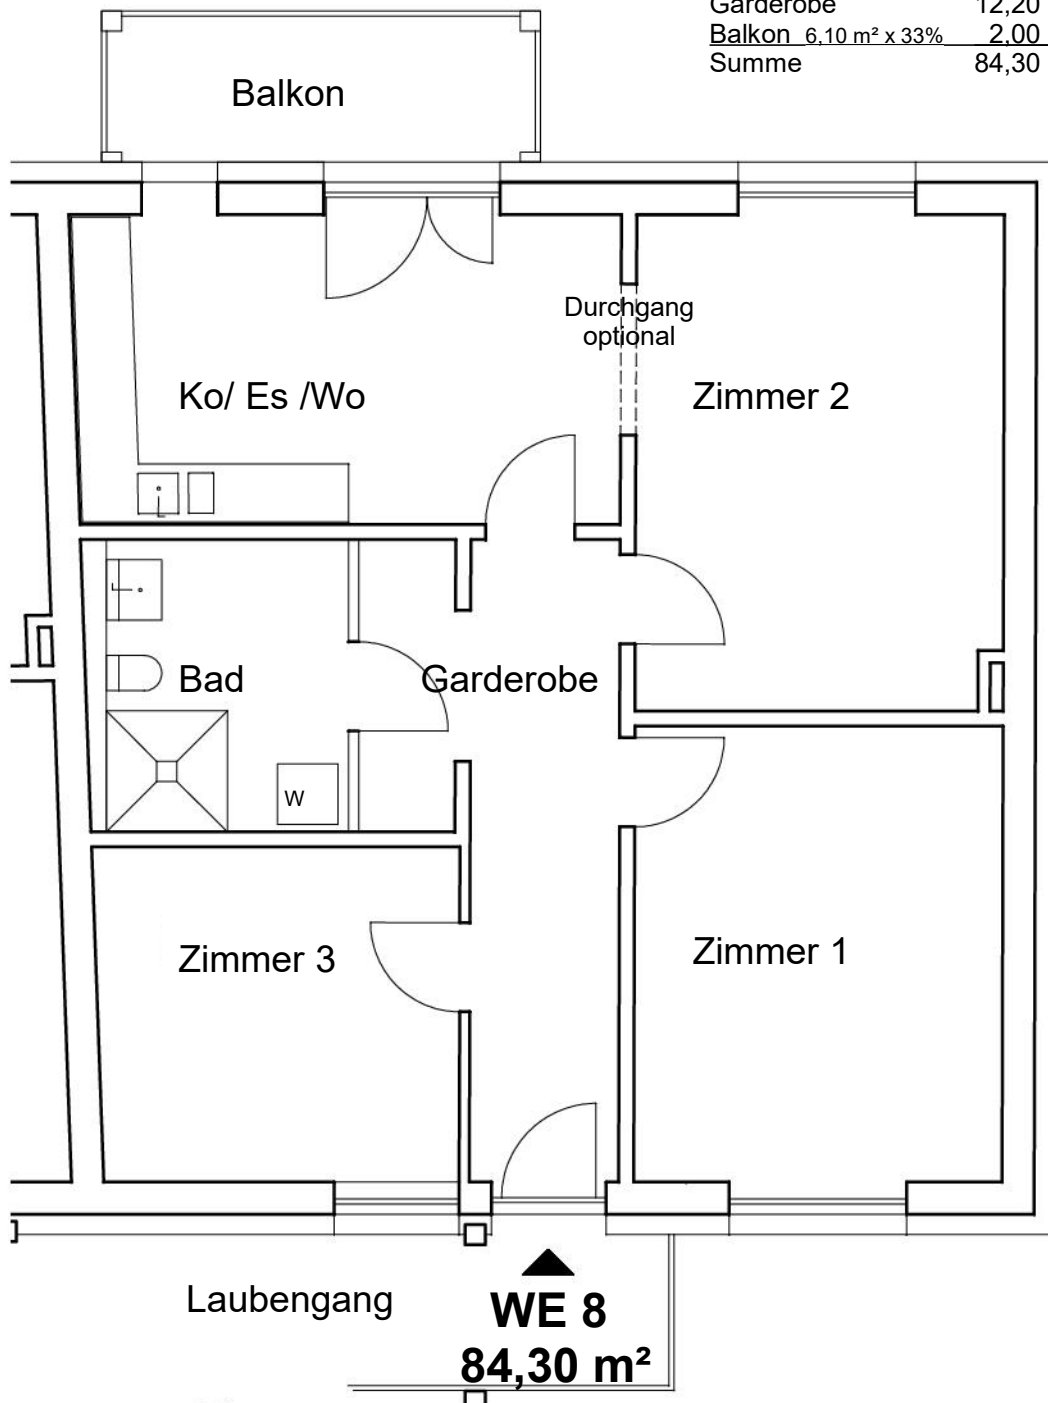 Garderobe 12,20
Balkon 6,10 m² x 33% 2,00
Summe 84,30
Balkon
Durchgang
optional
Ko/ Es /Wo
Zimmer 2
Bad
Garderobe
W
Zimmer 3
Zimmer 1
Laubengang
WE 8
84,30 m²